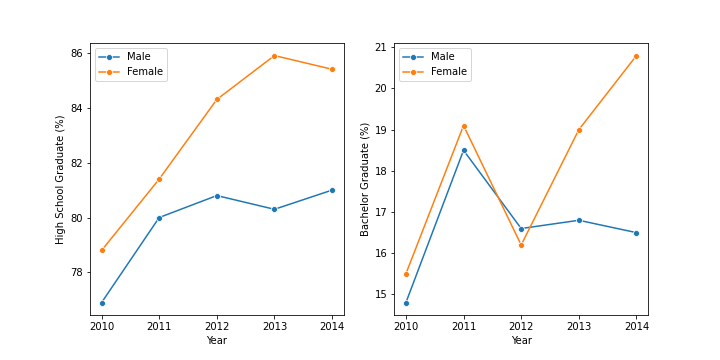 High School Graduate (%)
86
84
82
80
78
Male
Female
2010 2011 2012 2013 2014
Year
Bachelor Graduate (%)
21
20
19
18
17
16
15
Male
Female
2010 2011 2012 2013 2014
Year